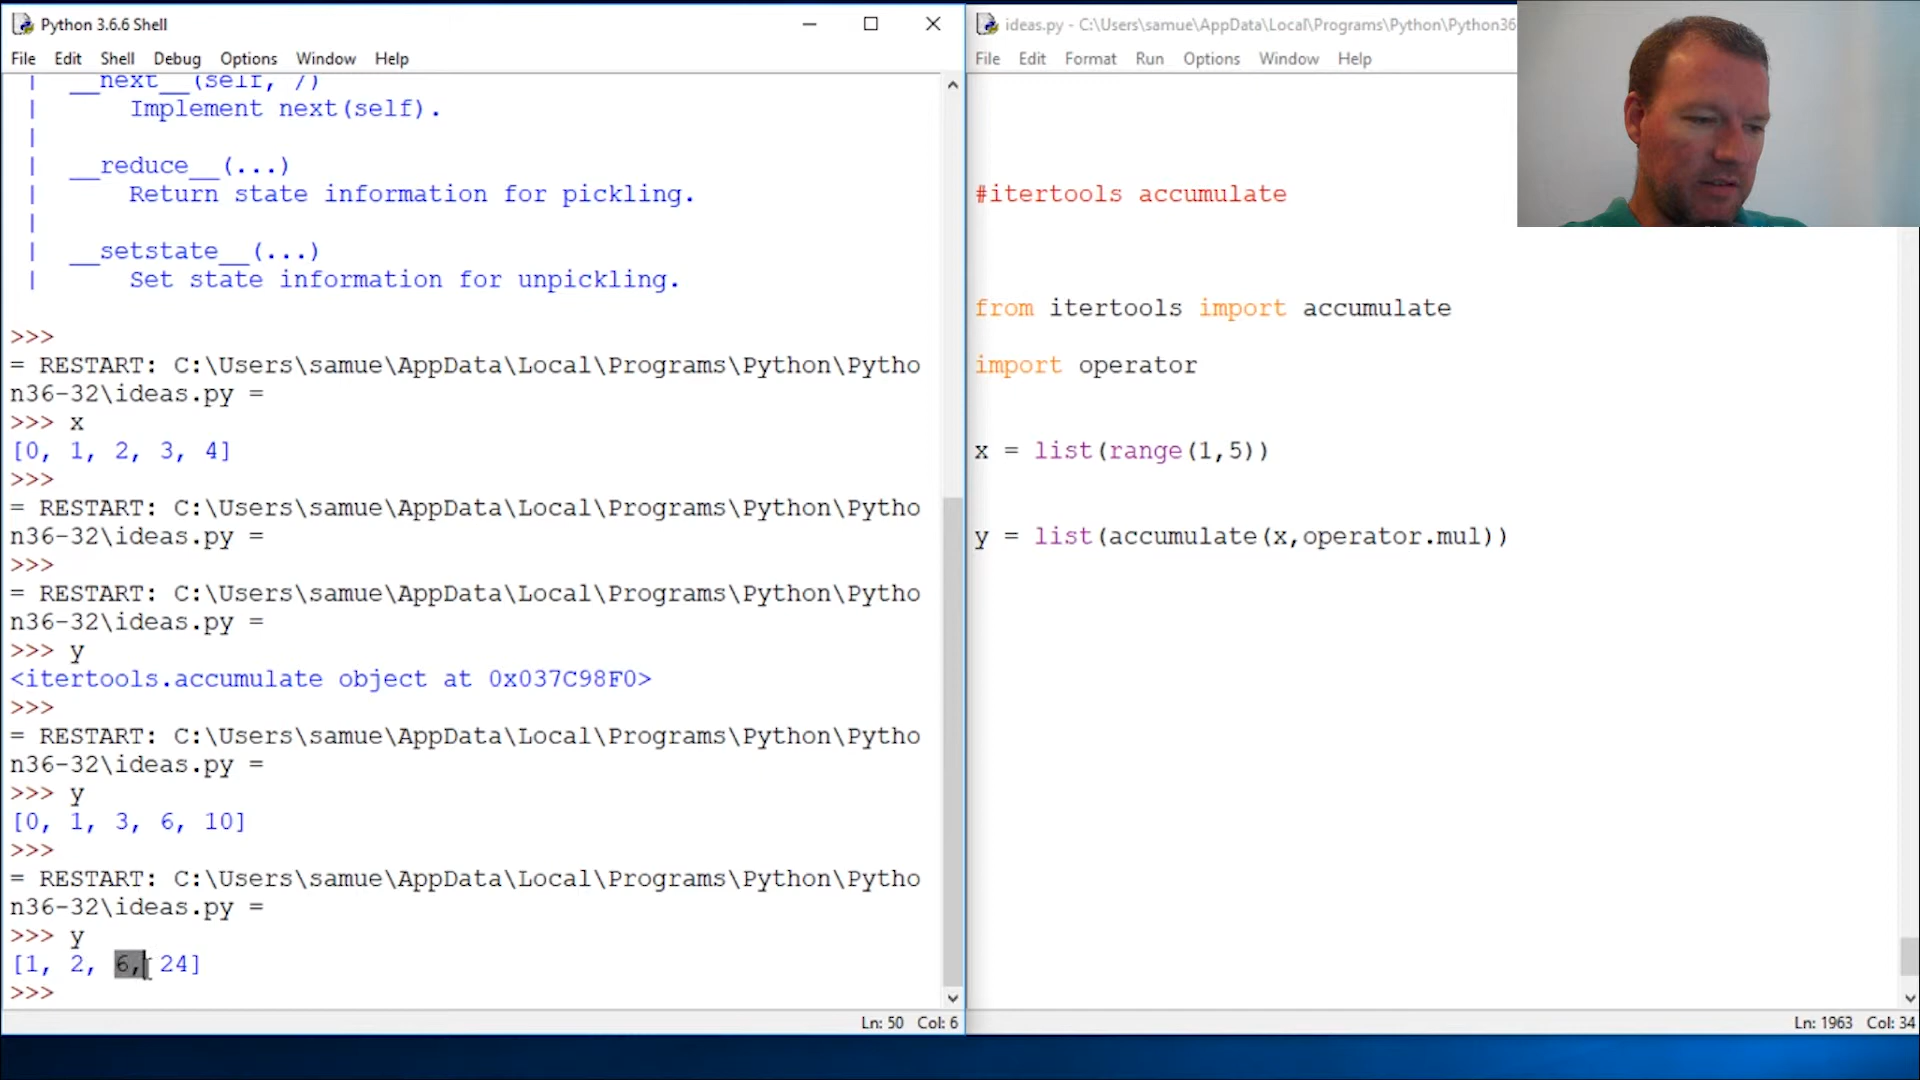 Python 3.6.6 Shell
File Edit Shell Debug Options Window Help
| __next__(self, /)
| Implement next(self).
|
| __reduce__(...)
| Return state information for pickling.
|
| __setstate__(...)
| Set state information for unpickling.
>>>
= RESTART: C:\Users\samue\AppData\Local\Programs\Python\Pytho
n36-32\ideas.py =
>>> x
[0, 1, 2, 3, 4]
>>>
= RESTART: C:\Users\samue\AppData\Local\Programs\Python\Pytho
n36-32\ideas.py =
>>>
= RESTART: C:\Users\samue\AppData\Local\Programs\Python\Pytho
n36-32\ideas.py =
>>> y
<itertools.accumulate object at 0x037C98F0>
>>>
= RESTART: C:\Users\samue\AppData\Local\Programs\Python\Pytho
n36-32\ideas.py =
>>> y
[0, 1, 3, 6, 10]
>>>
= RESTART: C:\Users\samue\AppData\Local\Programs\Python\Pytho
n36-32\ideas.py =
>>> y
[1, 2, 6, 24]
>>>
Ln: 50 Col: 6
ideas.py - C:\Users\samue\AppData\Local\Programs\Python\Python36
File Edit Format Run Options Window Help
#itertools accumulate
from itertools import accumulate
import operator
x = list(range(1,5))
y = list(accumulate(x,operator.mul))
Ln: 1963 Col: 34